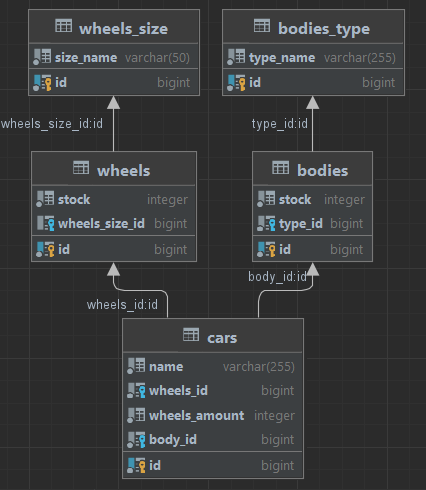 wheels_size
size_name varchar(50)
id bigint
bodies_type
type_name varchar(255)
id bigint
wheels_size_id:id
type_id:id
wheels
stock integer
wheels_size_id bigint
id bigint
bodies
stock integer
type_id bigint
id bigint
wheels_id:id
body_id:id
cars
name varchar(255)
wheels_id bigint
wheels_amount integer
body_id bigint
id bigint